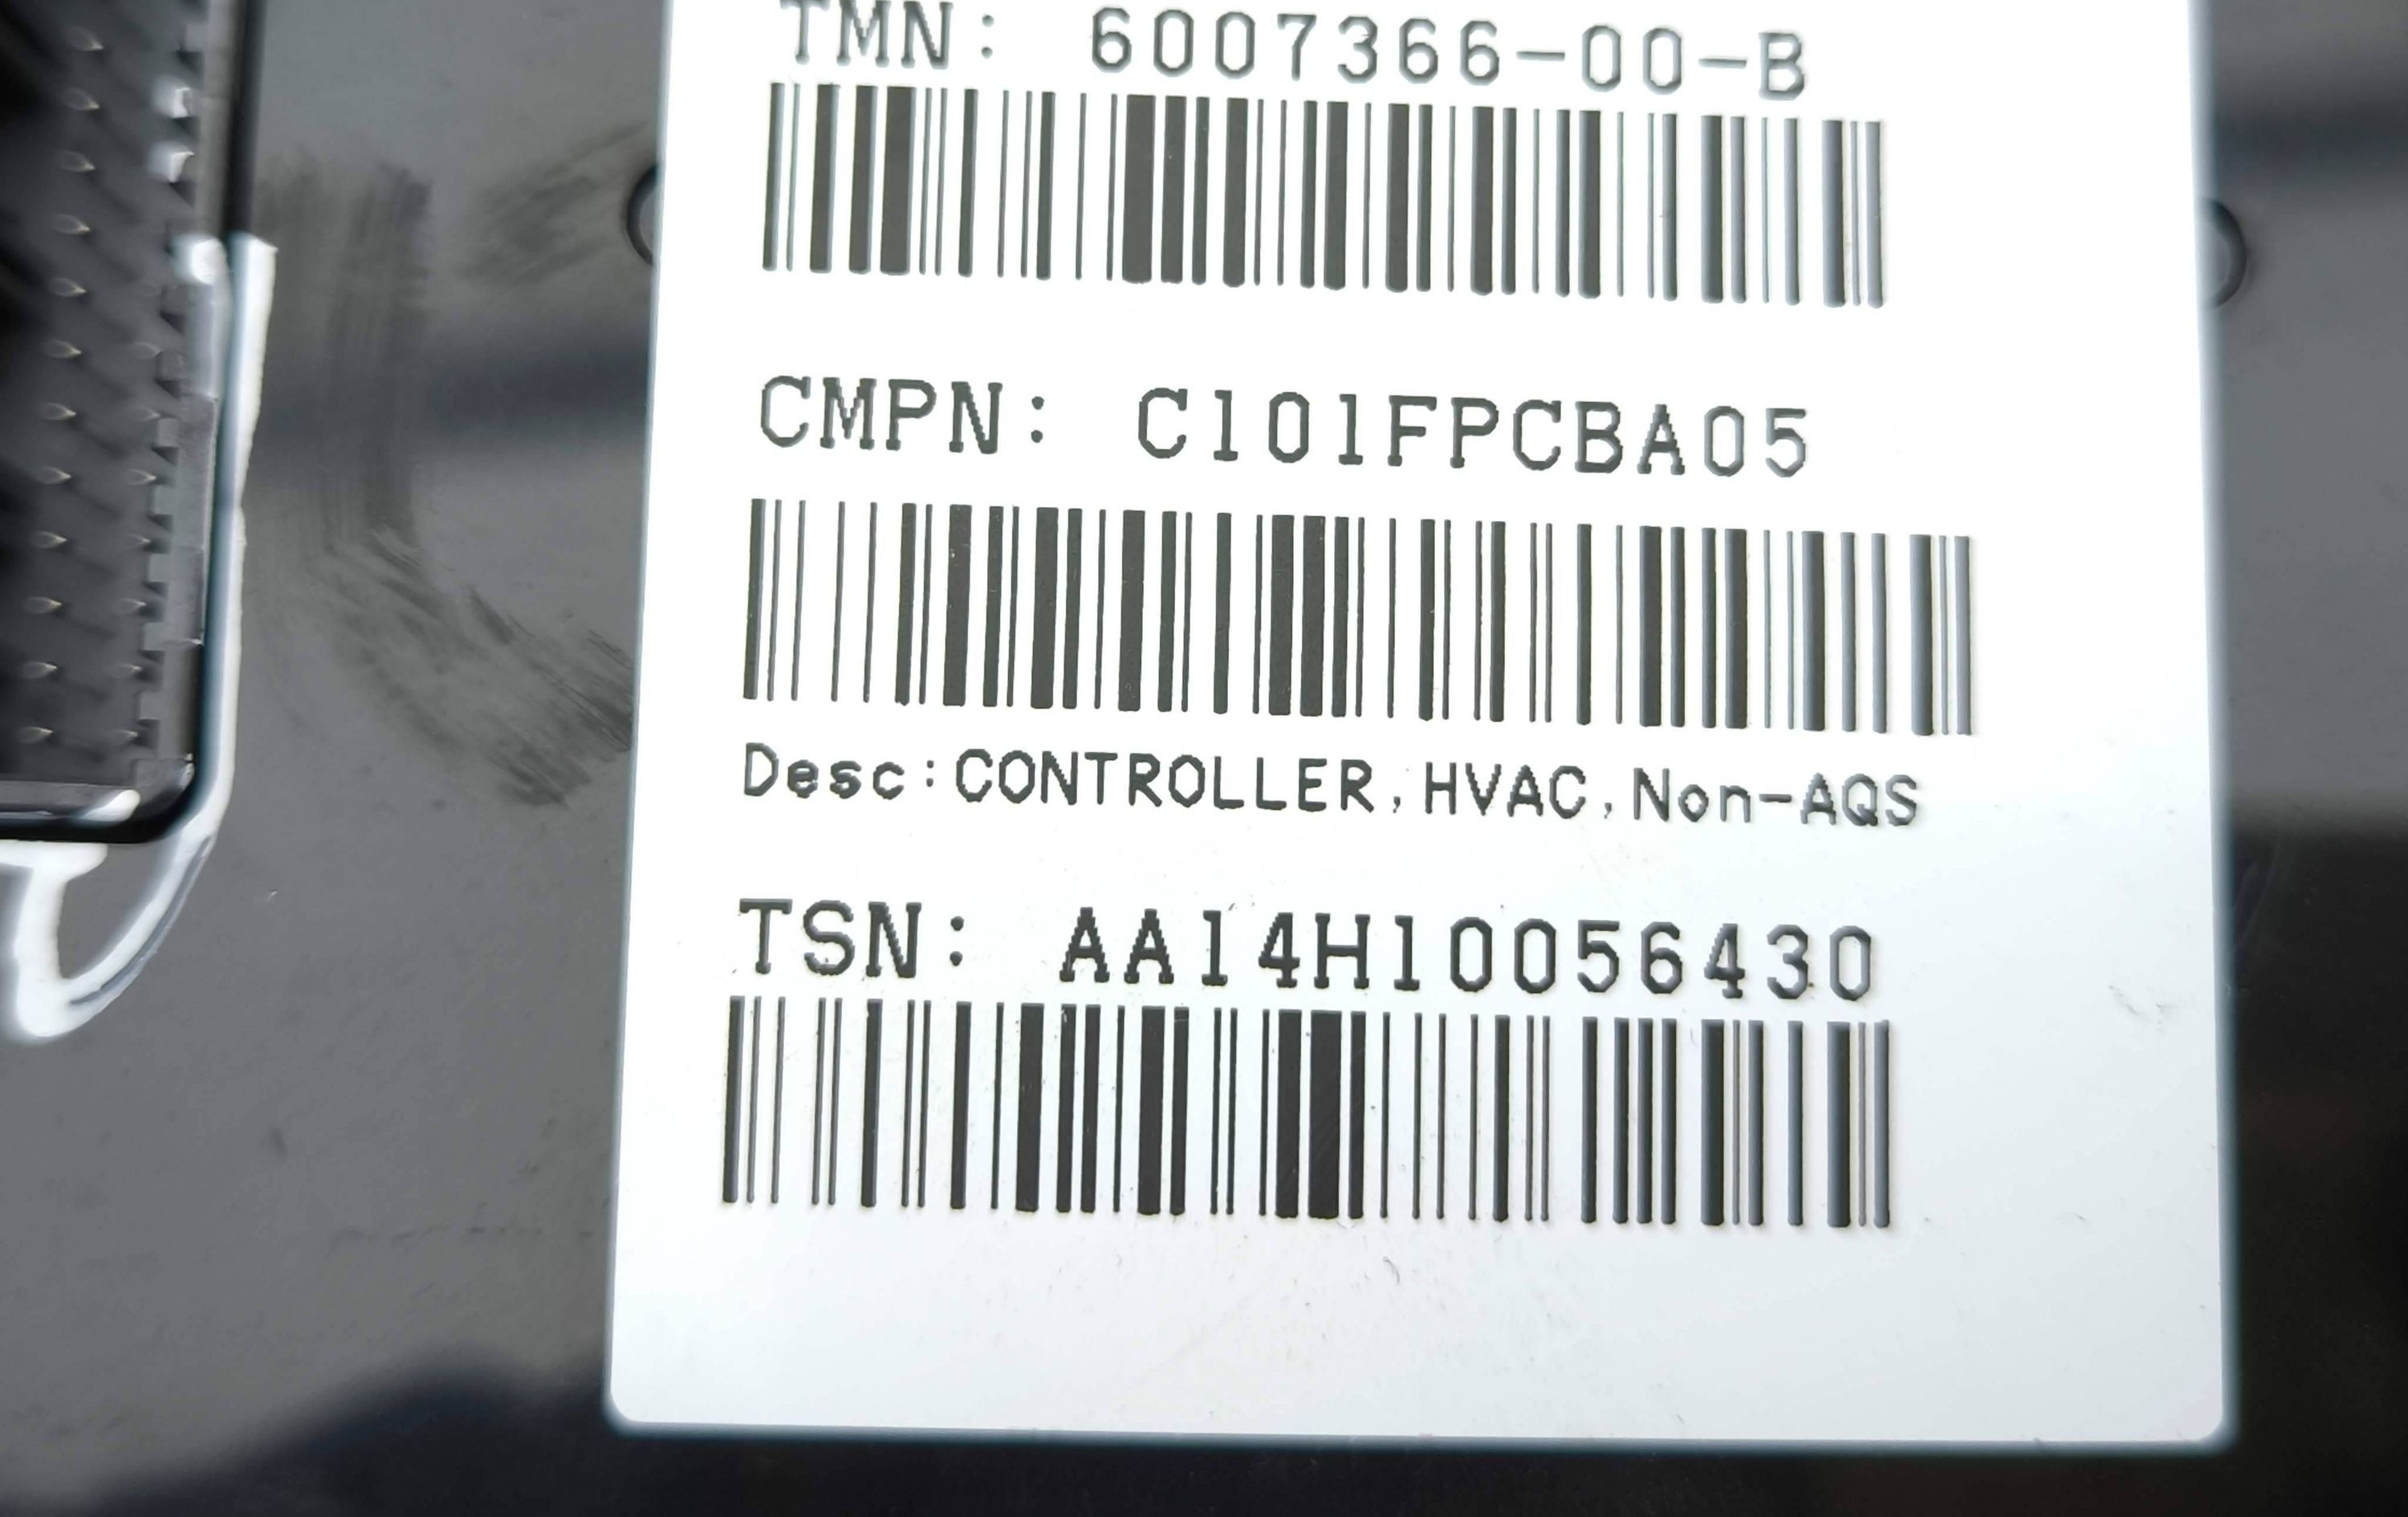 TMN: 6007366-00-B
CMPN: C101FPCBA05
Desc:CONTROLLER,HVAC,Non-AQS
TSN: AA14H10056430